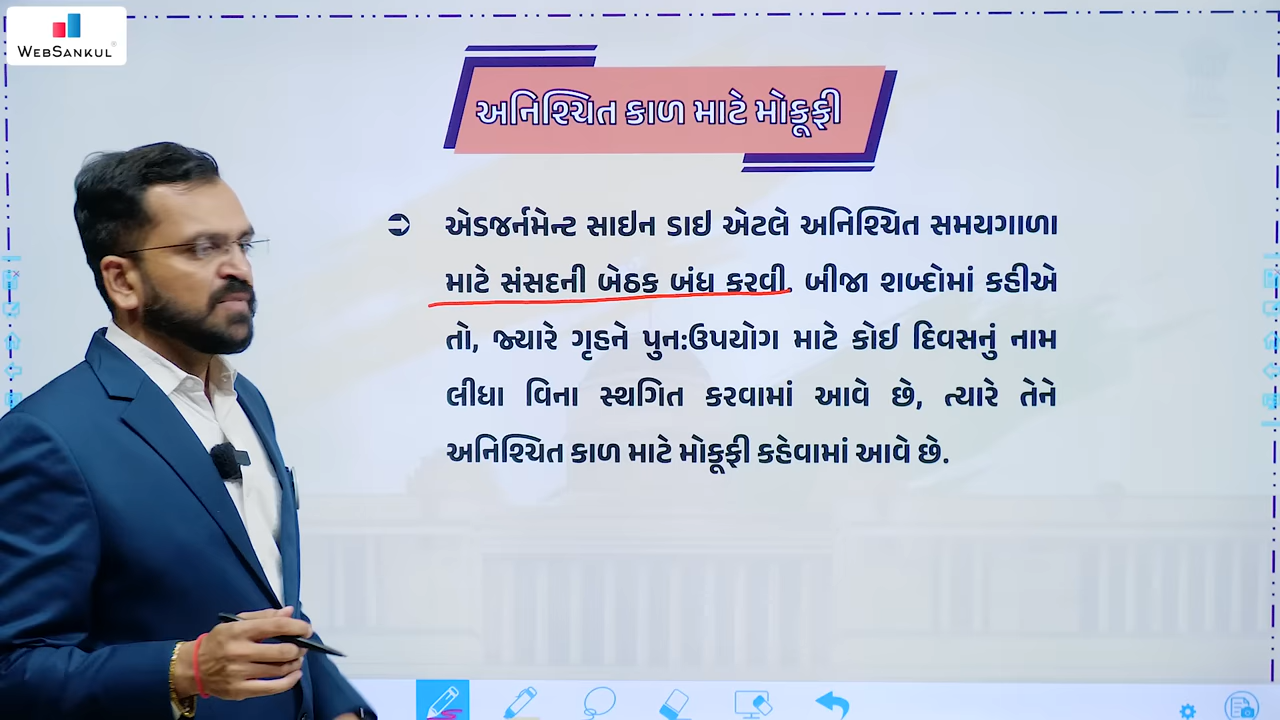 WEBSANKUL
અનિશ્ચિત કાળ માટે મોકૂફી
એડજર્નમેન્ટ સાઇન ડાઇ એટલે અનિશ્ચિત સમયગાળા
માટે સંસદની બેઠક બંધ કરવી. બીજા શબ્દોમાં કહીએ
તો, જ્યારે ગૃહને પુન:ઉપયોગ માટે કોઈ દિવસનું નામ
લીધા વિના સ્થગિત કરવામાં આવે છે, ત્યારે તેને
અનિશ્ચિત કાળ માટે મોકૂફી કહેવામાં આવે છે.